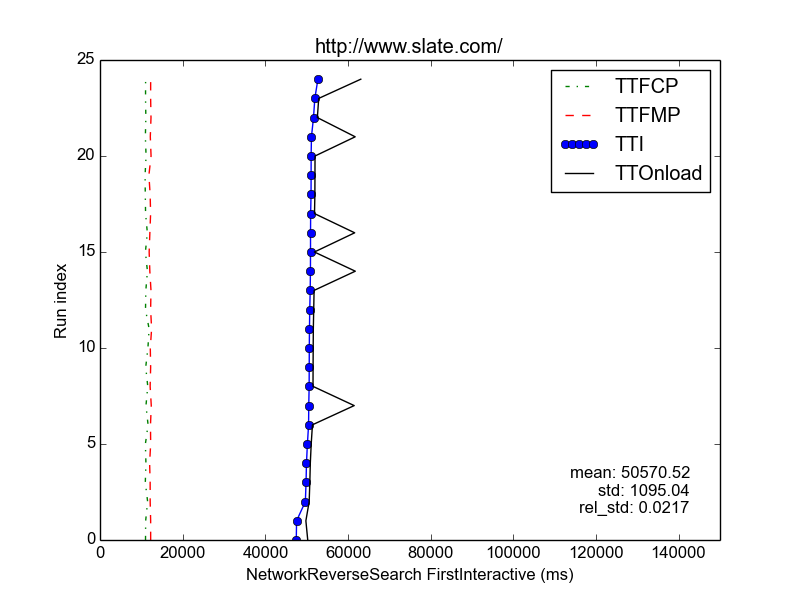 http://www.slate.com/
25
20
15
10
5
0
Run index
TTFCP
TTFMP
TTI
TTOnload
mean: 50570.52
std: 1095.04
rel_std: 0.0217
0 20000 40000 60000 80000 100000 120000 140000
NetworkReverseSearch FirstInteractive (ms)